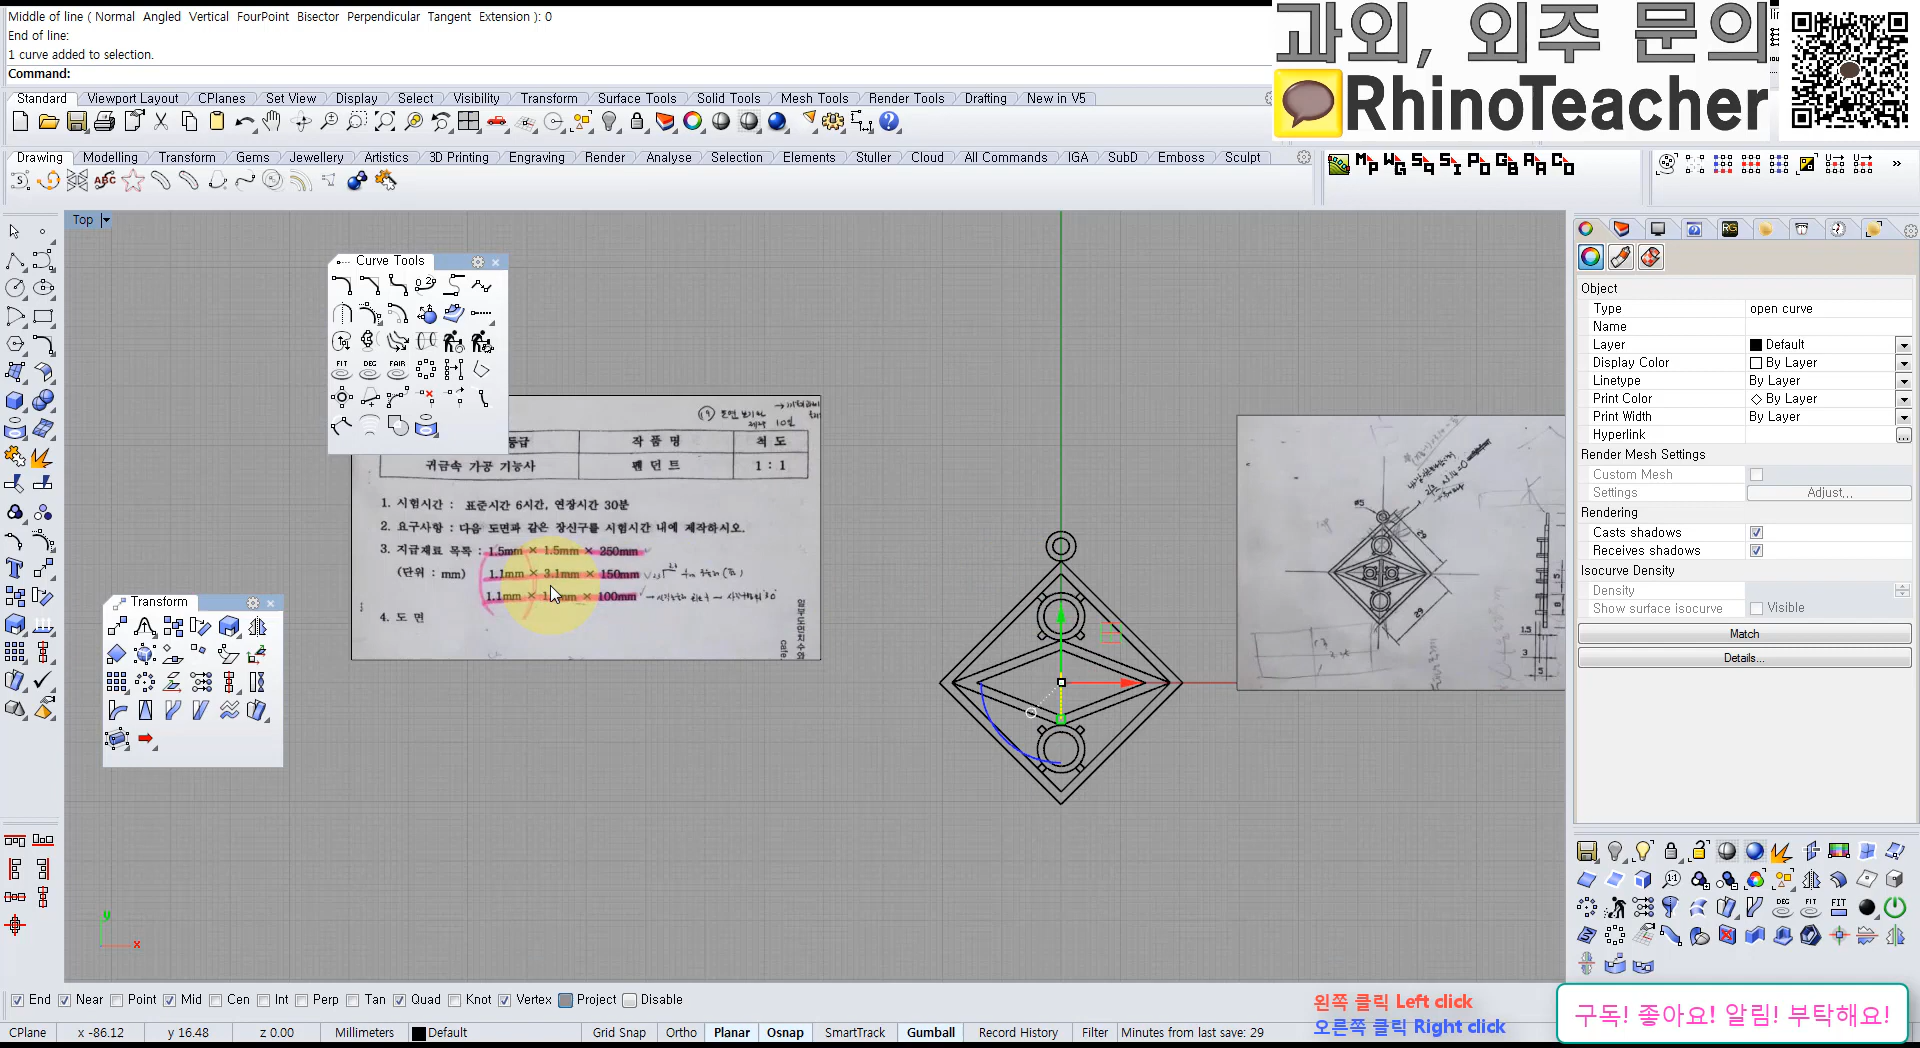 Middle of line ( Normal Angled Vertical FourPoint Bisector Perpendicular Tangent Extension ): 0
End of line:
1 curve added to selection.
Command:
과외, 외주 문의
RhinoTeacher
Standard Viewport Layout CPlanes Set View Display Select Visibility Transform Surface Tools Solid Tools Mesh Tools Render Tools Drafting New in V5
Drawing Modelling Transform Gems Jewellery Artistics 3D Printing Engraving Render Analyse Selection Elements Stuller Cloud All Commands IGA SubD Emboss Sculpt
Top
Curve Tools
등급 작 품 명 척 도
귀금속 가공 기능사 펜 던 트 1 : 1
1. 시험시간 : 표준시간 6시간, 연장시간 30분
2. 요구사항 : 다음 도면과 같은 장신구를 시험시간 내에 제작하시오.
3. 지급재료 목록 : 1.5mm × 1.5mm × 250mm
(단위 : mm) 1.1mm × 3.1mm × 150mm
1.1mm × 100mm
4. 도 면
Transform
29
29
1.5
3
Object
Type open curve
Name
Layer Default
Display Color By Layer
Linetype By Layer
Print Color By Layer
Print Width By Layer
Hyperlink ...
Render Mesh Settings
Custom Mesh
Settings Adjust...
Rendering
Casts shadows
Receives shadows
Isocurve Density
Density
Show surface isocurve Visible
Match
Details...
End Near Point Mid Cen Int Perp Tan Quad Knot Vertex Project Disable
왼쪽 클릭 Left click
오른쪽 클릭 Right click
구독! 좋아요! 알림! 부탁해요!
CPlane x -86.12 y 16.48 z 0.00 Millimeters Default Grid Snap Ortho Planar Osnap SmartTrack Gumball Record History Filter Minutes from last save: 29